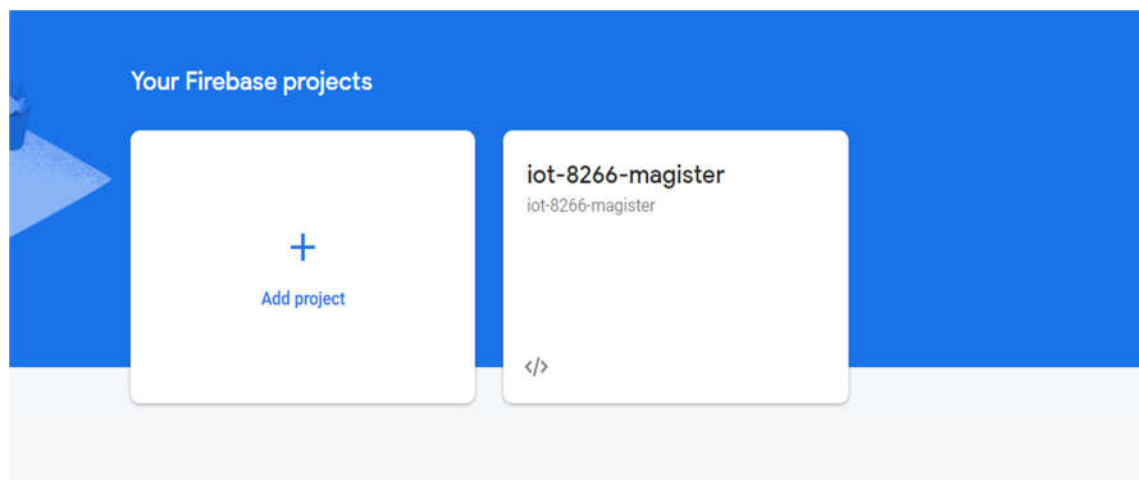 Your Firebase projects
+
Add project
iot-8266-magister
iot-8266-magister
</>